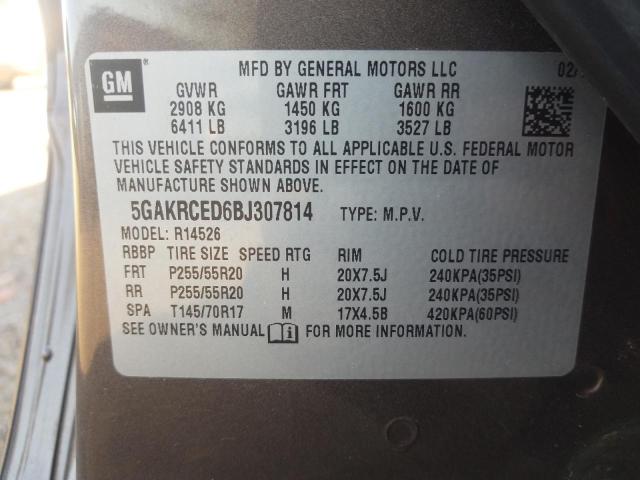 GM
MFD BY GENERAL MOTORS LLC 02/
GVWR GAWR FRT GAWR RR
2908 KG 1450 KG 1600 KG
6411 LB 3196 LB 3527 LB
THIS VEHICLE CONFORMS TO ALL APPLICABLE U.S. FEDERAL MOTOR
VEHICLE SAFETY STANDARDS IN EFFECT ON THE DATE OF
MANUFACTURE SHOWN ABOVE.
5GAKRCED6BJ307814 TYPE: M.P.V.
MODEL: R14526
RBBP TIRE SIZE SPEED RTG RIM COLD TIRE PRESSURE
FRT P255/55R20 H 20X7.5J 240KPA(35PSI)
RR P255/55R20 H 20X7.5J 240KPA(35PSI)
SPA T145/70R17 M 17X4.5B 420KPA(60PSI)
SEE OWNER'S MANUAL FOR MORE INFORMATION.